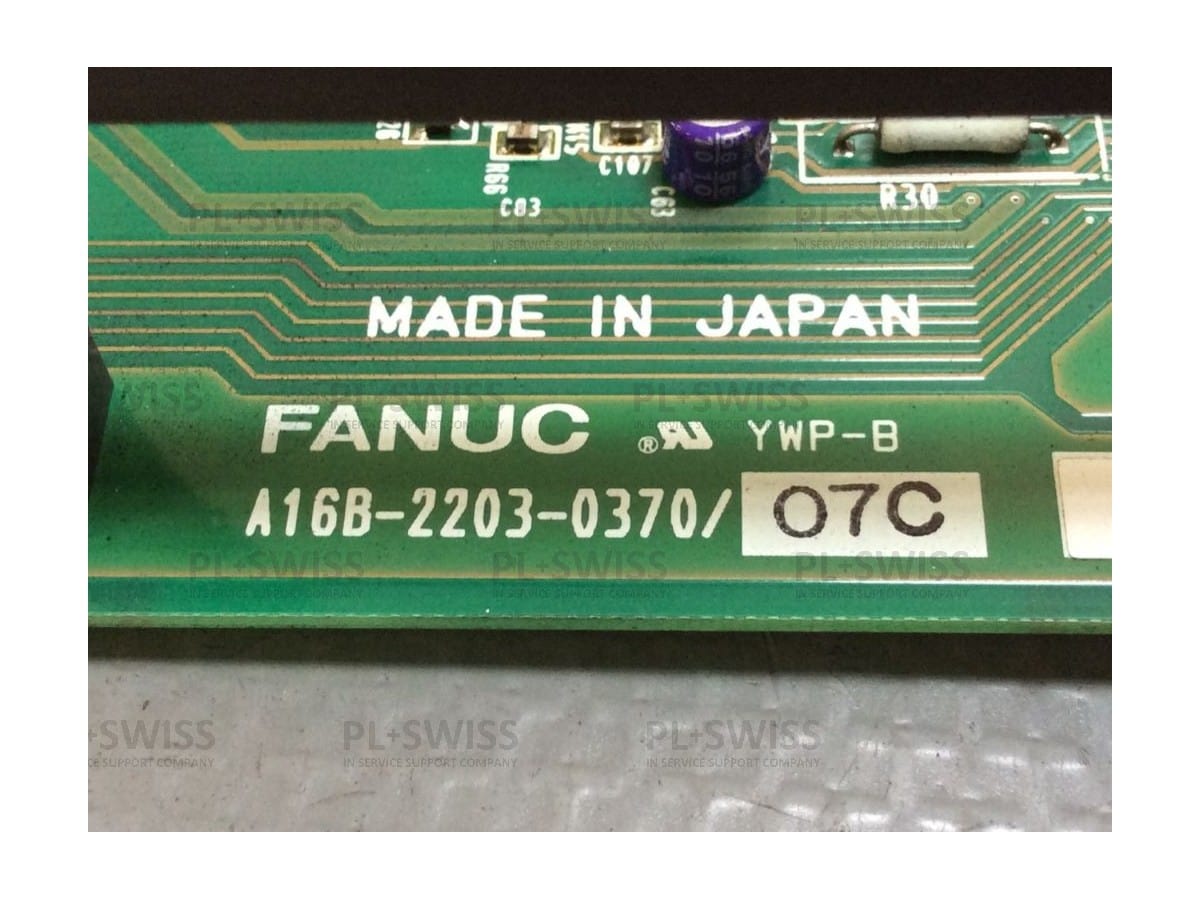 C107
R66
C83
C63
R30
MADE IN JAPAN
FANUC ® YWP-B
A16B-2203-0370/ 07C
PL+SWISS
IN SERVICE SUPPORT COMPANY